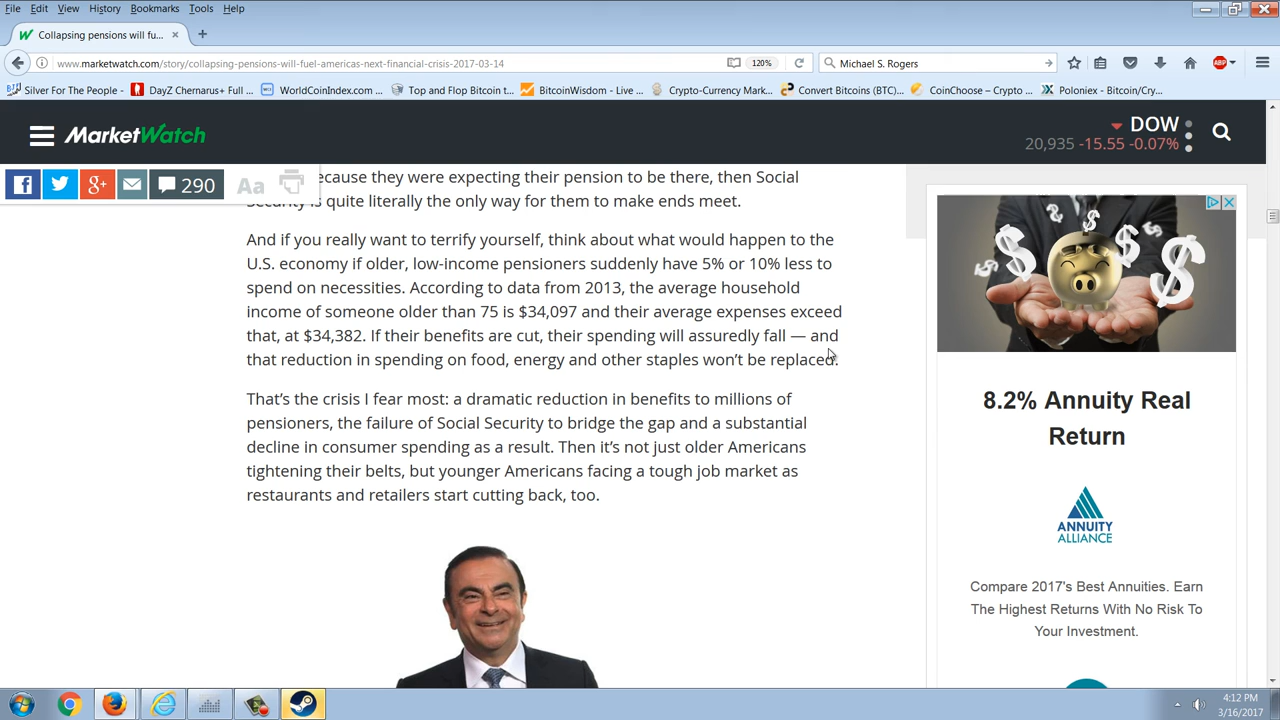 File Edit View History Bookmarks Tools Help
Collapsing pensions will fu...
www.marketwatch.com/story/collapsing-pensions-will-fuel-americas-next-financial-crisis-2017-03-14
120%
Michael S. Rogers
ABP
Silver For The People -
DayZ Chernarus+ Full ...
WorldCoinIndex.com ...
Top and Flop Bitcoin t...
BitcoinWisdom - Live ...
Crypto-Currency Mark...
Convert Bitcoins (BTC)...
CoinChoose – Crypto ...
Poloniex - Bitcoin/Cry...
MarketWatch
DOW
20,935 -15.55 -0.07%
290
Aa
ecause they were expecting their pension to be there, then Social
Security is quite literally the only way for them to make ends meet.
And if you really want to terrify yourself, think about what would happen to the
U.S. economy if older, low-income pensioners suddenly have 5% or 10% less to
spend on necessities. According to data from 2013, the average household
income of someone older than 75 is $34,097 and their average expenses exceed
that, at $34,382. If their benefits are cut, their spending will assuredly fall — and
that reduction in spending on food, energy and other staples won’t be replaced.
That’s the crisis I fear most: a dramatic reduction in benefits to millions of
pensioners, the failure of Social Security to bridge the gap and a substantial
decline in consumer spending as a result. Then it’s not just older Americans
tightening their belts, but younger Americans facing a tough job market as
restaurants and retailers start cutting back, too.
8.2% Annuity Real
Return
ANNUITY
ALLIANCE
Compare 2017's Best Annuities. Earn
The Highest Returns With No Risk To
Your Investment.
4:12 PM
3/16/2017